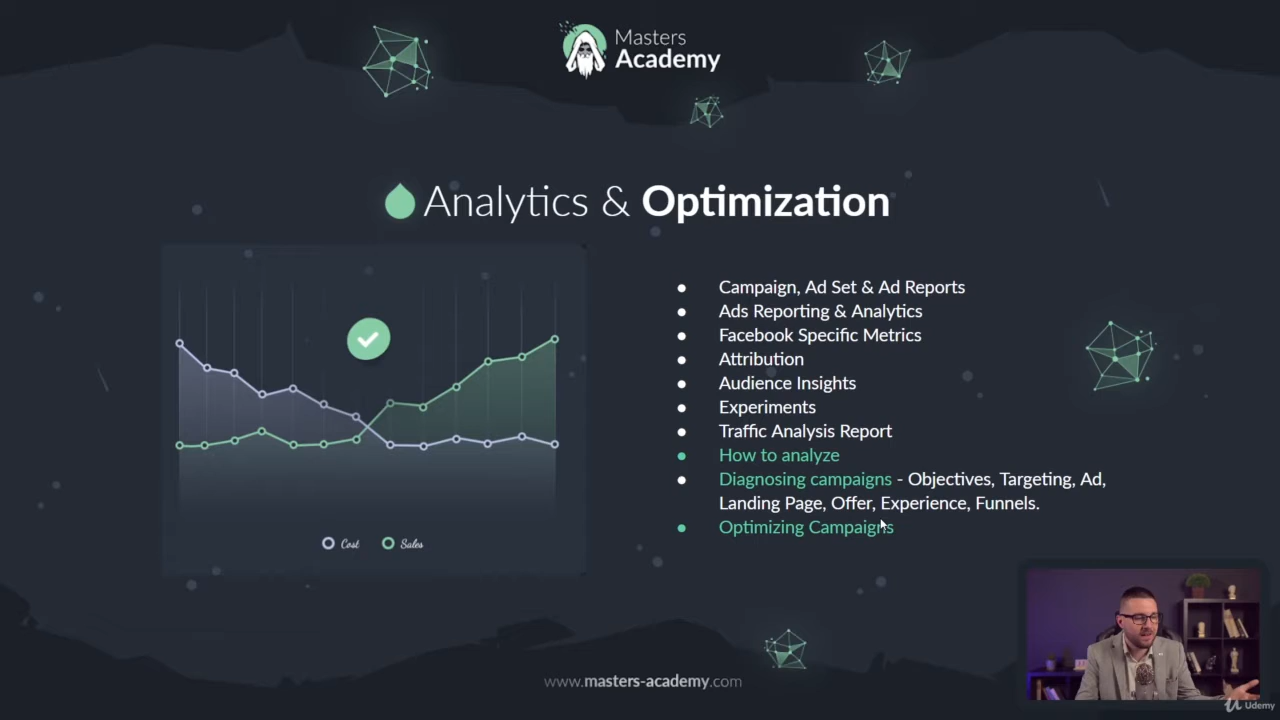 Masters
Academy
Analytics & Optimization
Campaign, Ad Set & Ad Reports
Ads Reporting & Analytics
Facebook Specific Metrics
Attribution
Audience Insights
Experiments
Traffic Analysis Report
How to analyze
Diagnosing campaigns - Objectives, Targeting, Ad,
Landing Page, Offer, Experience, Funnels.
Optimizing Campaigns
Cost
Sales
www.masters-academy.com
Udemy